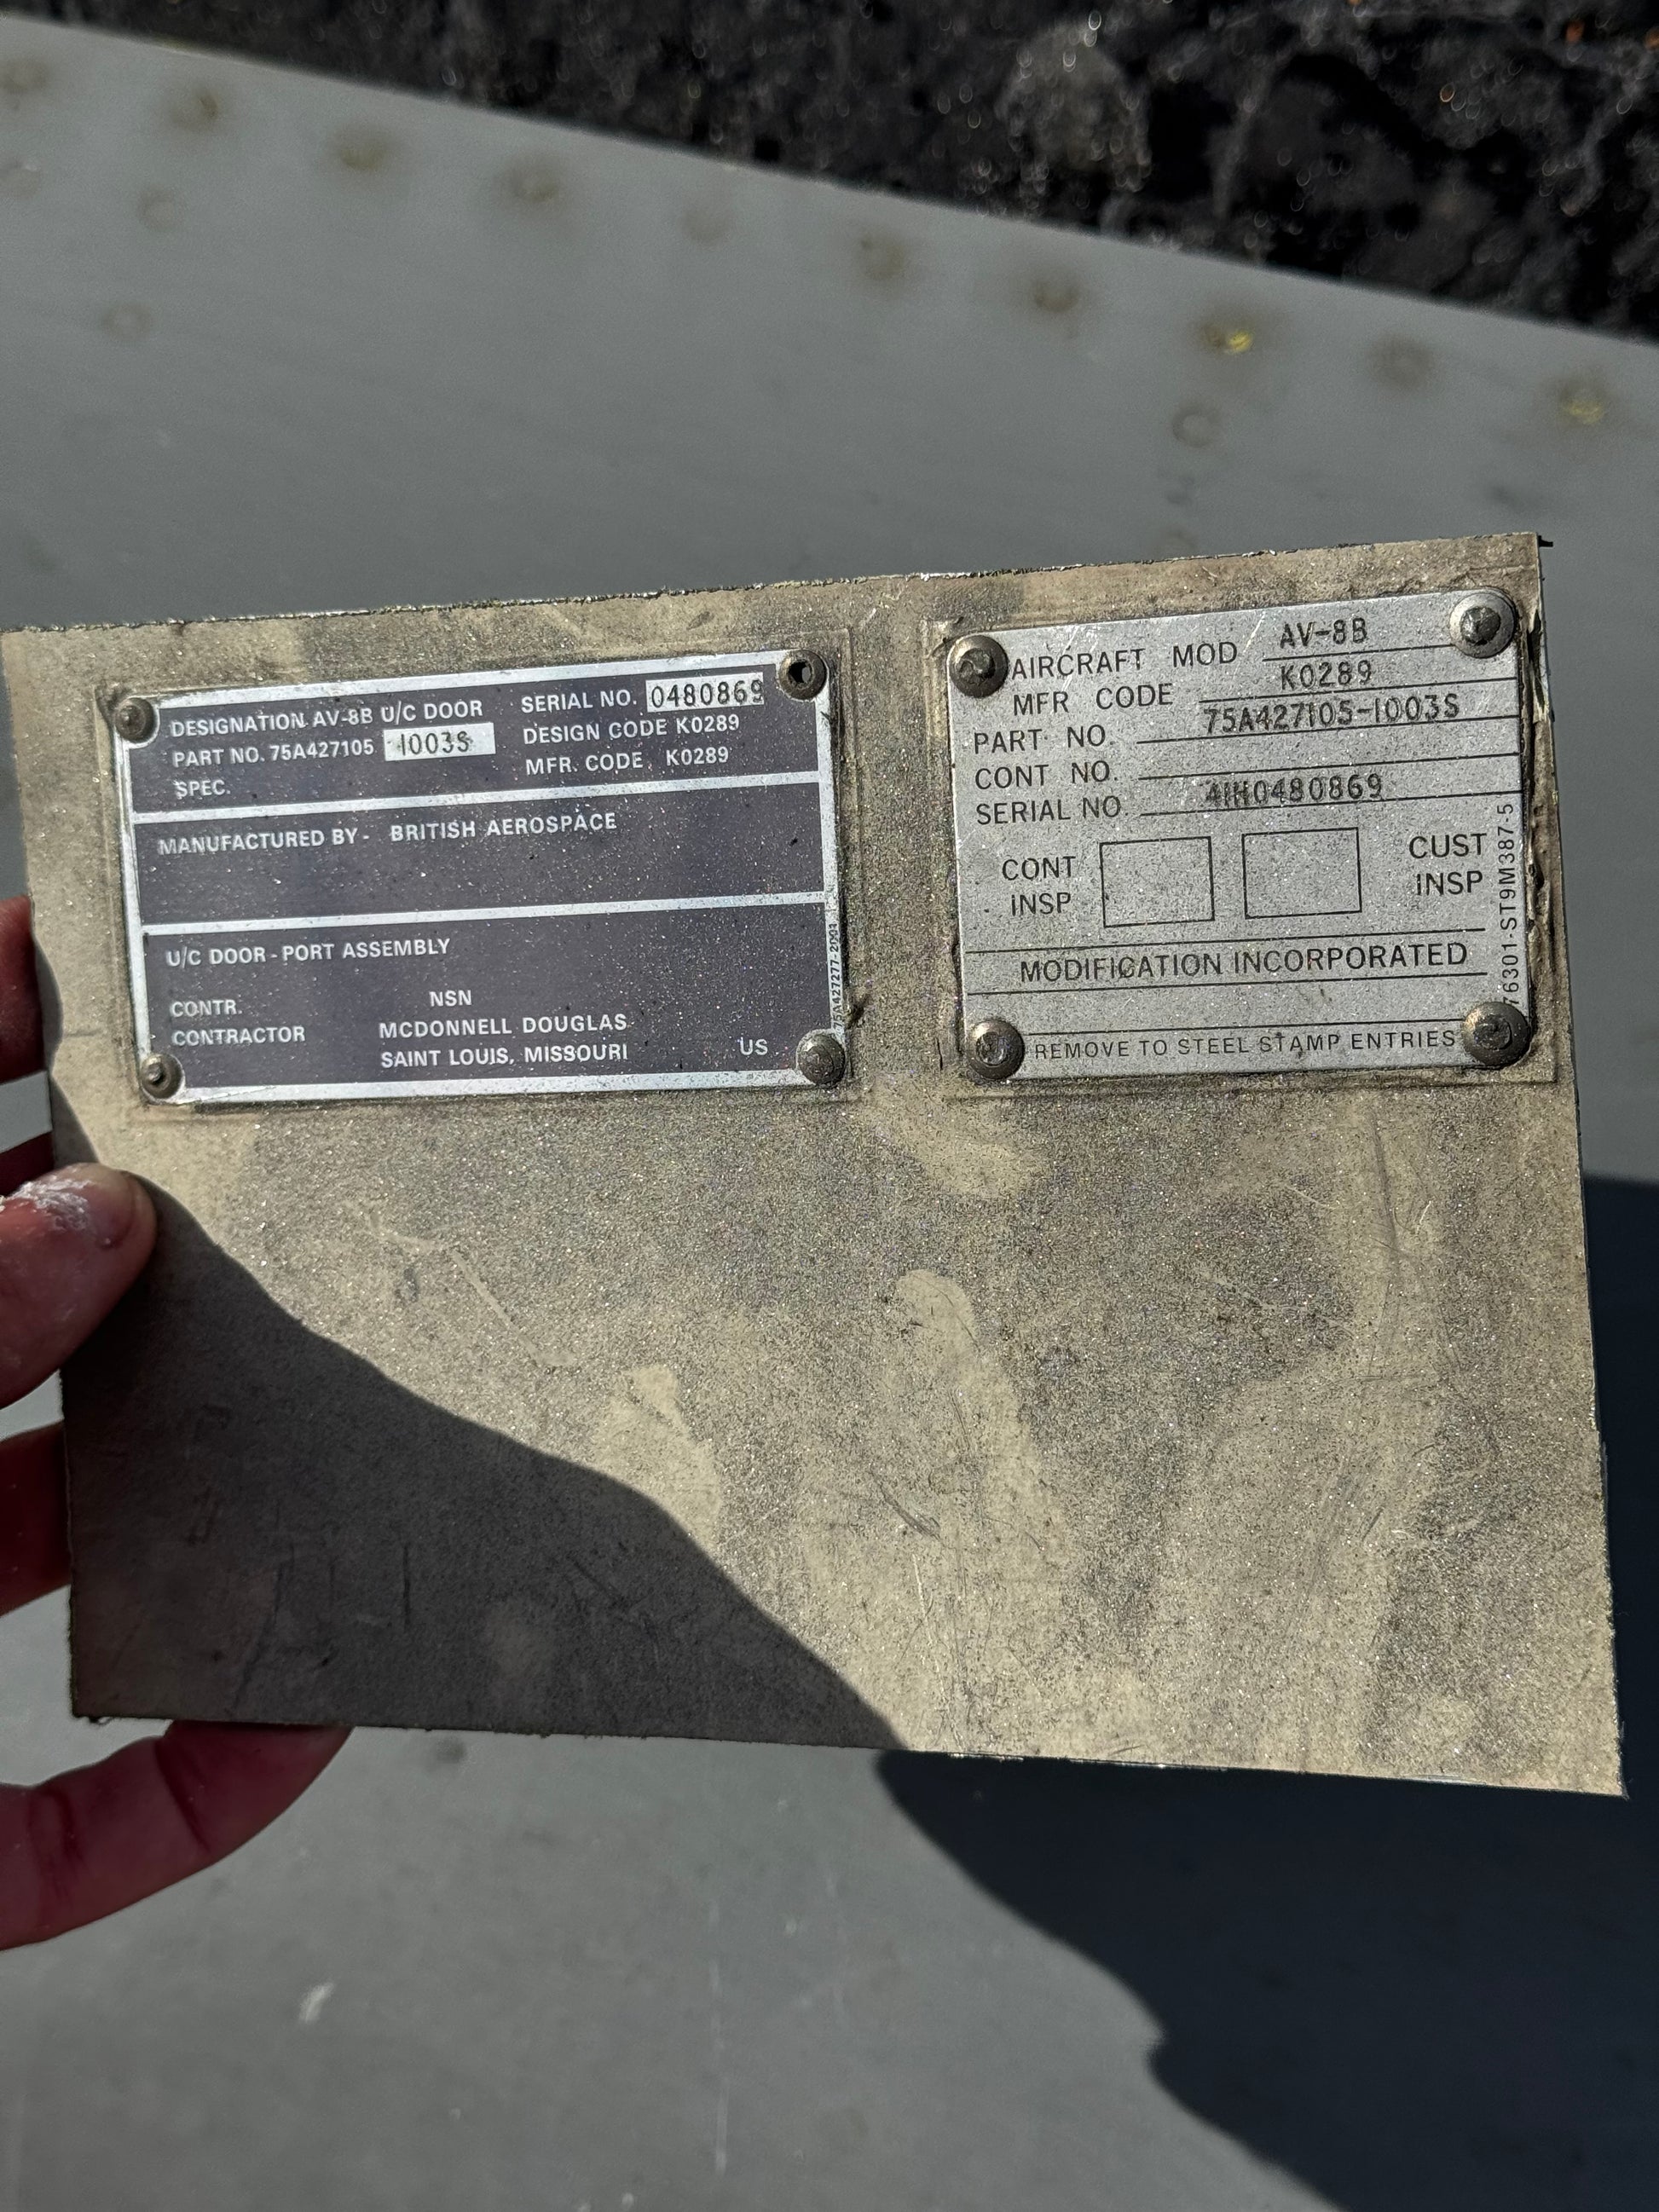 DESIGNATION AV-8B U/C DOOR
SERIAL NO. 0480869
PART NO. 75A427105 1003S
DESIGN CODE K0289
SPEC.
MFR. CODE K0289
MANUFACTURED BY - BRITISH AEROSPACE
U/C DOOR - PORT ASSEMBLY
CONTR.
NSN
CONTRACTOR
MCDONNELL DOUGLAS
SAINT LOUIS, MISSOURI
US
AIRCRAFT MOD AV-8B
MFR CODE K0289
PART NO. 75A427105-1003S
CONT NO.
SERIAL NO. 41H0480869
CONT
INSP
CUST
INSP
MODIFICATION INCORPORATED
REMOVE TO STEEL STAMP ENTRIES
76301-ST9M387-5